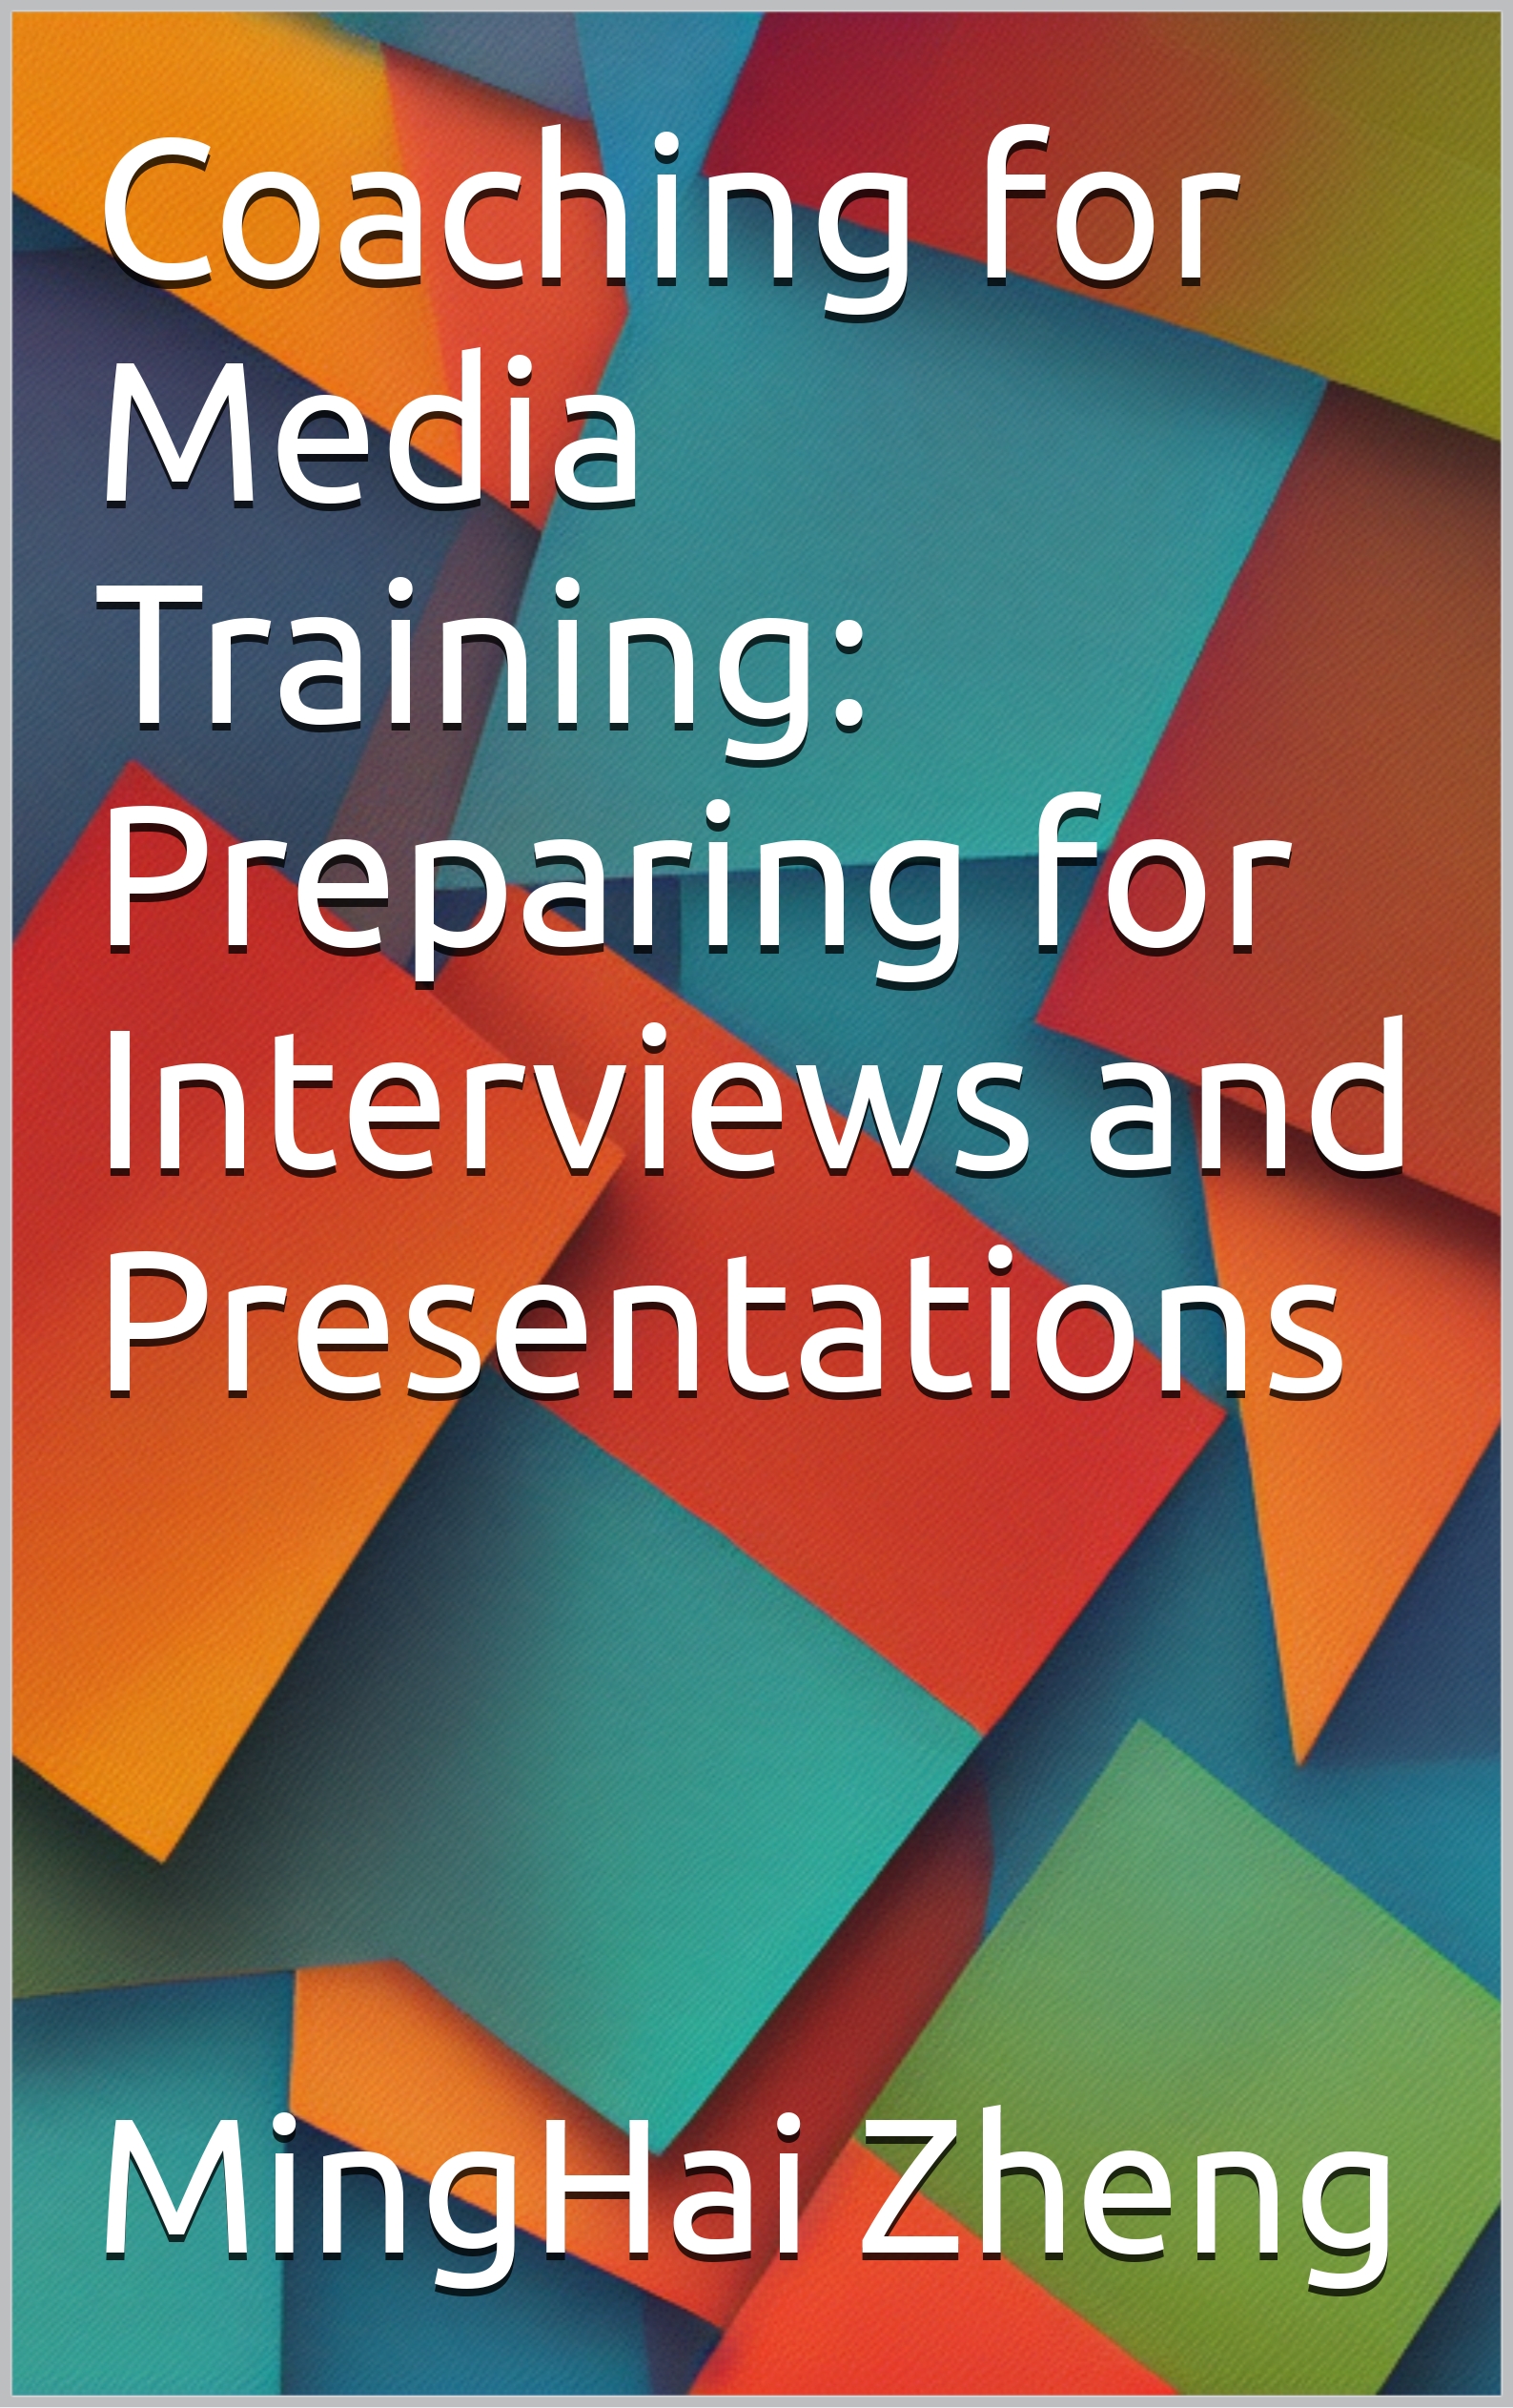 Coaching for
Media
Training:
Preparing for
Interviews and
Presentations
MingHai Zheng